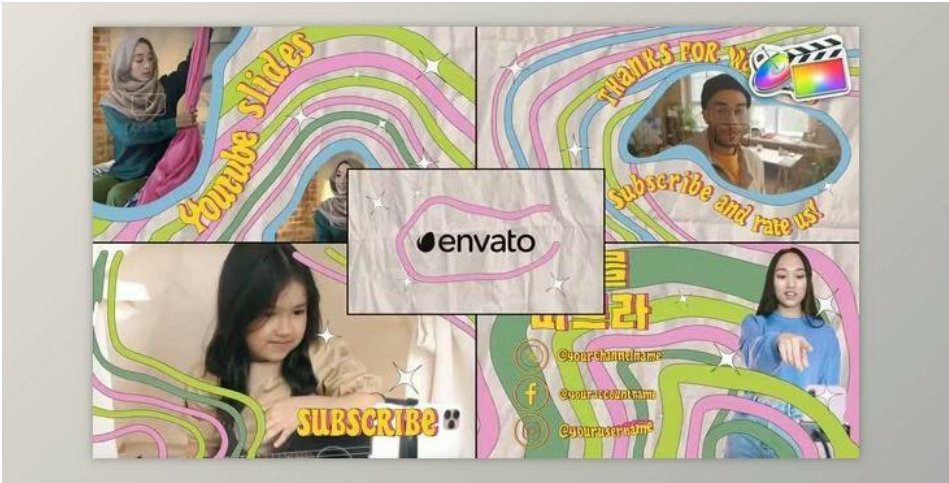 Youtube slides
THANKS FOR
Subscribe and rate us!
envato
SUBSCRIBE
@yourchannelname
@youraccountname
@yourusername